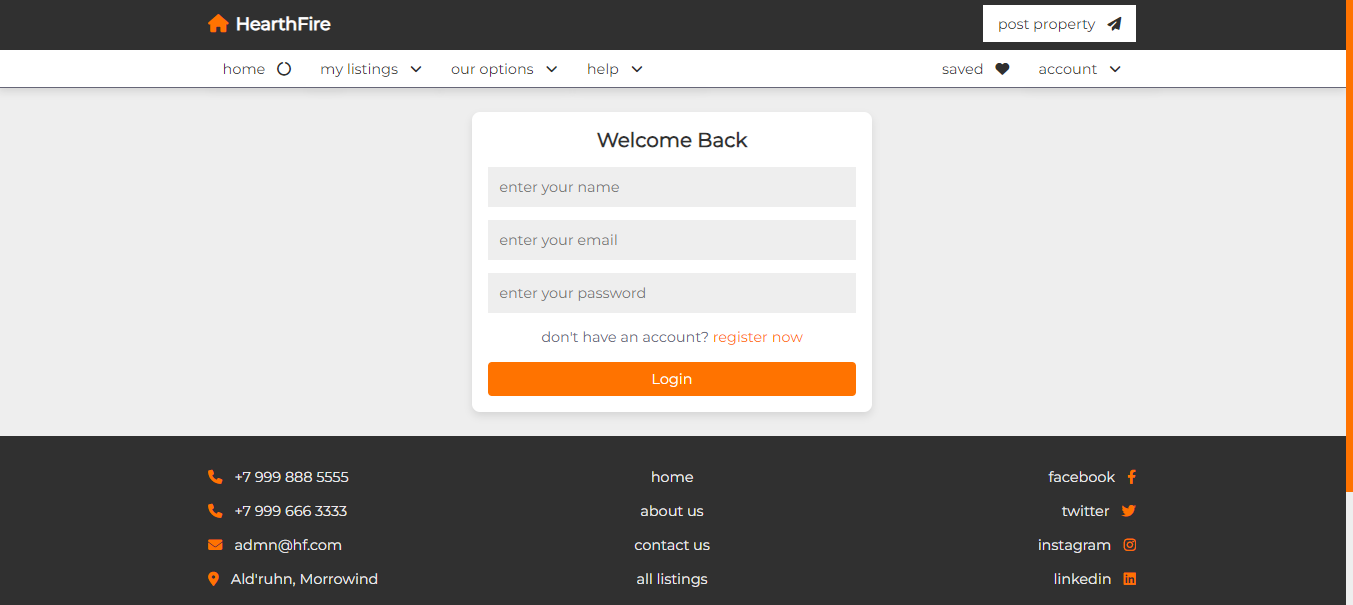 HearthFire
post property
home
my listings
our options
help
saved
account
Welcome Back
enter your name
enter your email
enter your password
don't have an account? register now
Login
+7 999 888 5555
+7 999 666 3333
admn@hf.com
Ald'ruhn, Morrowind
home
about us
contact us
all listings
facebook
twitter
instagram
linkedin